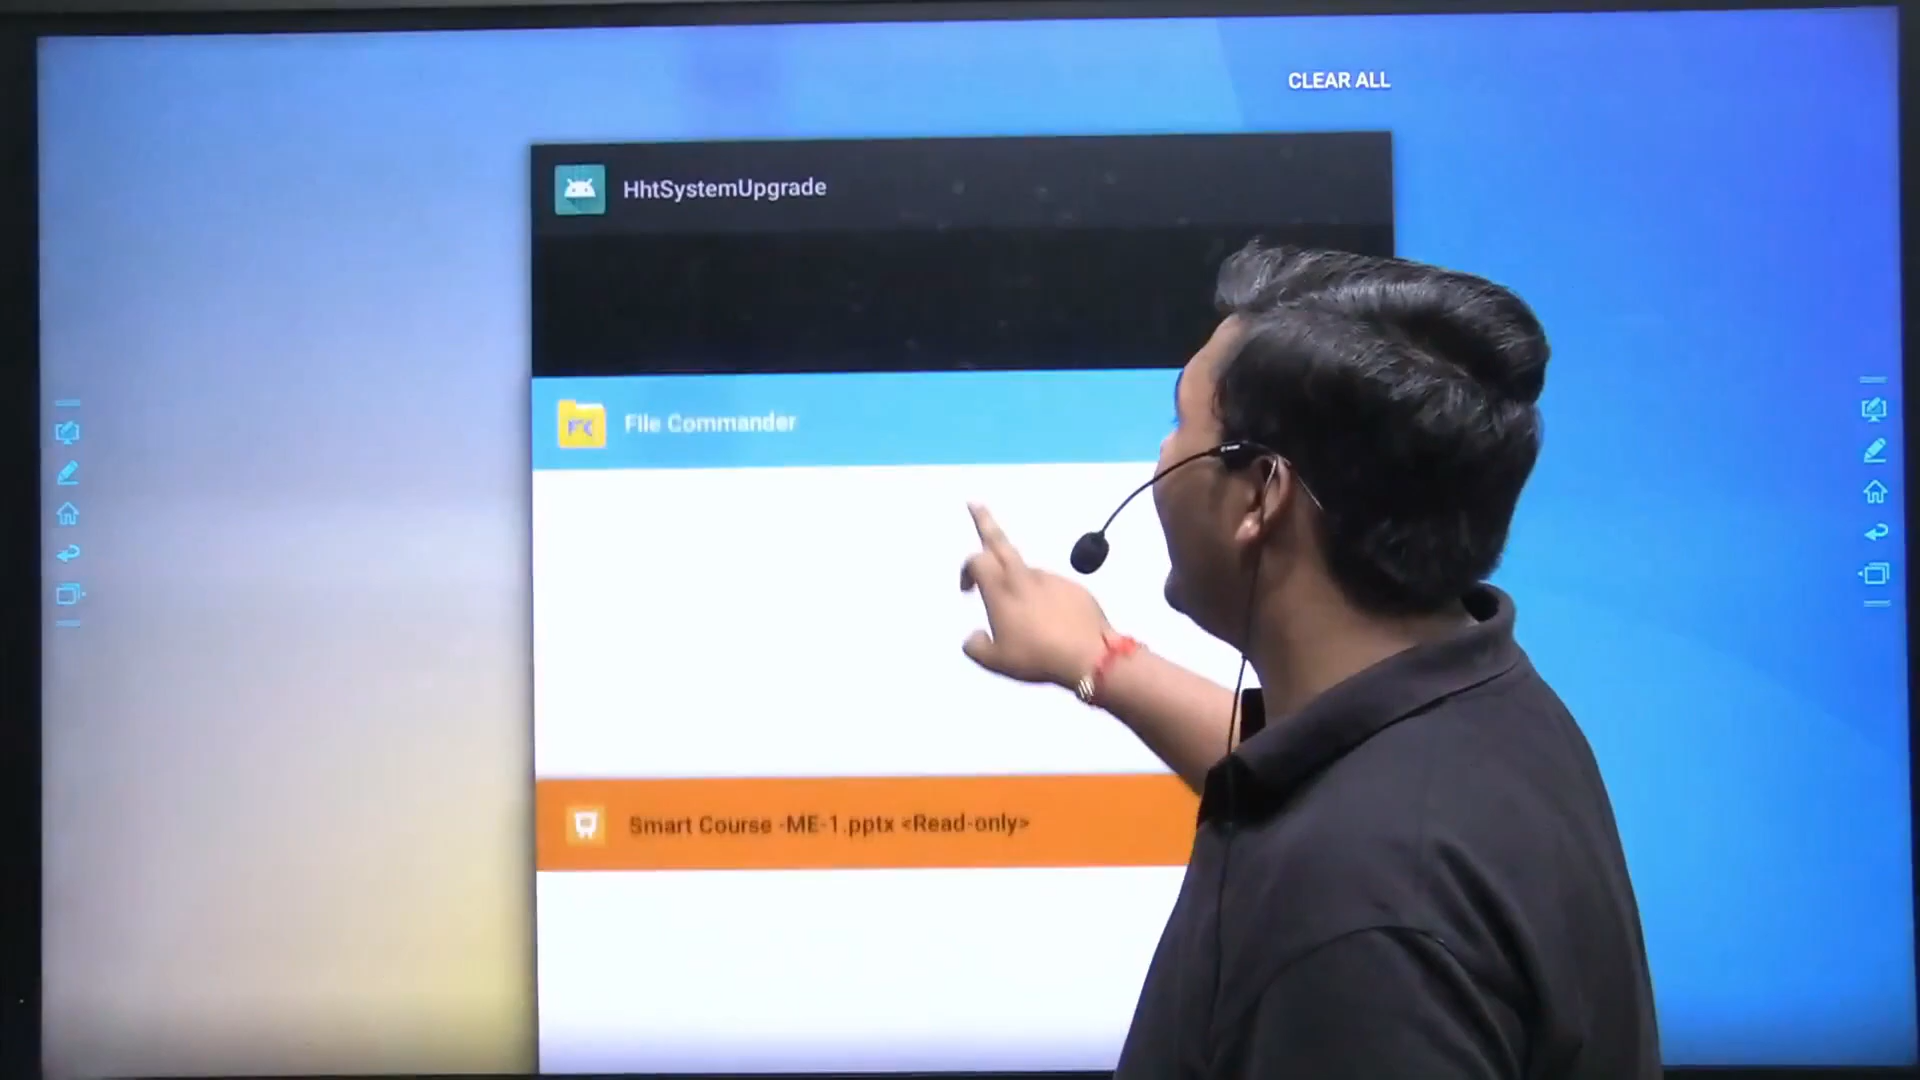 CLEAR ALL
HhtSystemUpgrade
File Commander
Smart Course -ME-1.pptx <Read-only>